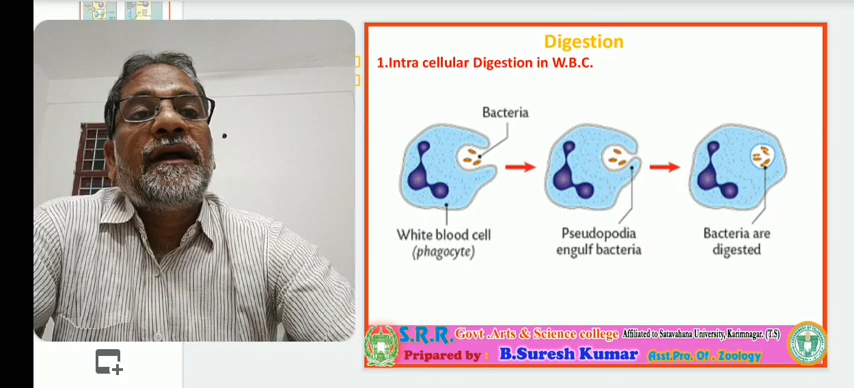 Digestion
1.Intra cellular Digestion in W.B.C.
Bacteria
White blood cell
(phagocyte)
Pseudopodia
engulf bacteria
Bacteria are
digested
S.R.R. Govt .Arts & Science college Affiliated to Satavahana University, Karimnagar. (T.S)
Pripared by : B.Suresh Kumar Asst.Pro. Of . Zoology